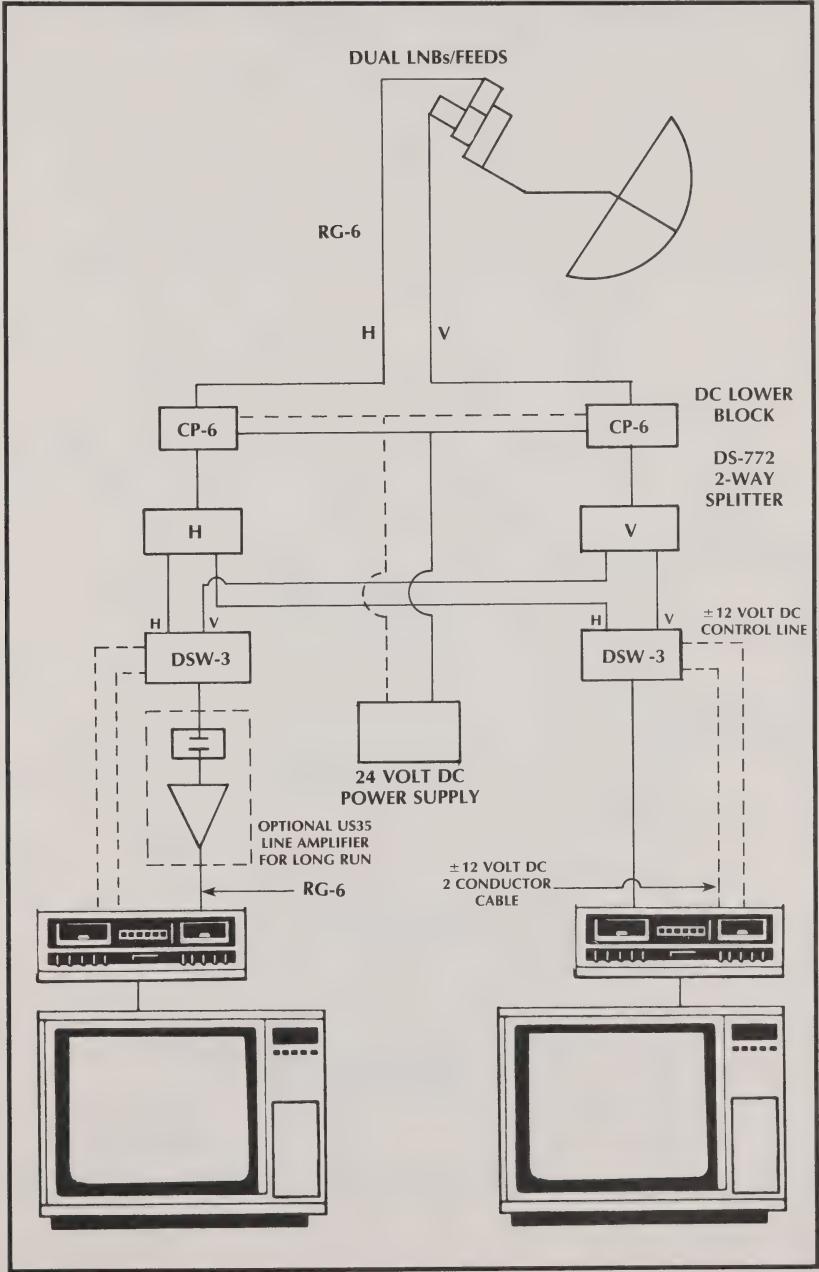 DUAL LNBs/FEEDS
RG-6
H
V
CP-6
CP-6
DC LOWER
BLOCK
DS-772
2-WAY
SPLITTER
H
V
H
V
H
V
±12 VOLT DC
CONTROL LINE
DSW-3
DSW-3
24 VOLT DC
POWER SUPPLY
OPTIONAL US35
LINE AMPLIFIER
FOR LONG RUN
RG-6
±12 VOLT DC
2 CONDUCTOR
CABLE